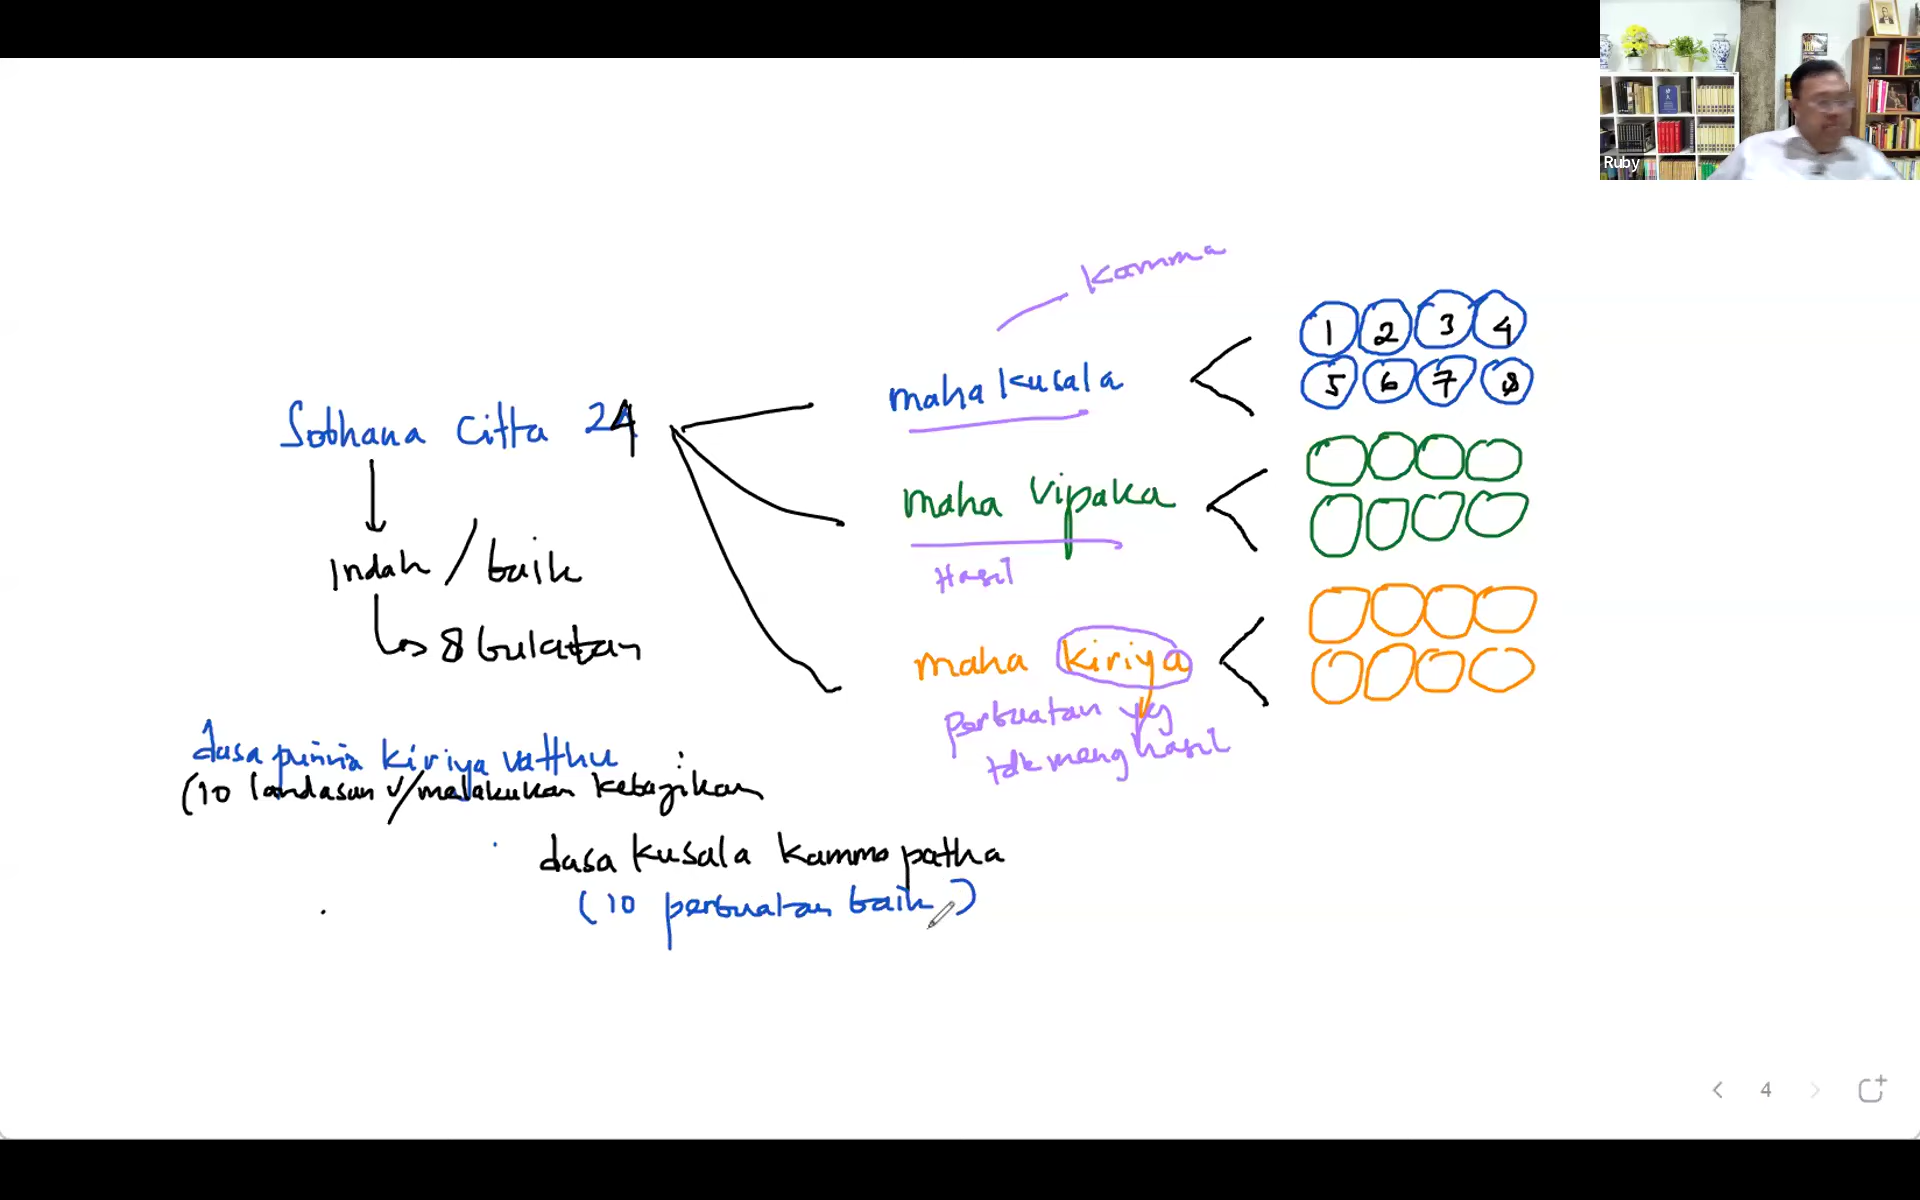 Ruby
Kamma
Sobhana Citta 24
maha kusala
1 2 3 4
5 6 7 8
maha vipaka
Hasil
Indah / baik
8 bulatan
maha kiriya
perbuatan yg
tdk menghasil
dasa punna kiriya vatthu
(10 landasan u/ melakukan kebajikan
dasa kusala kamma patha
(10 perbuatan baik)
4